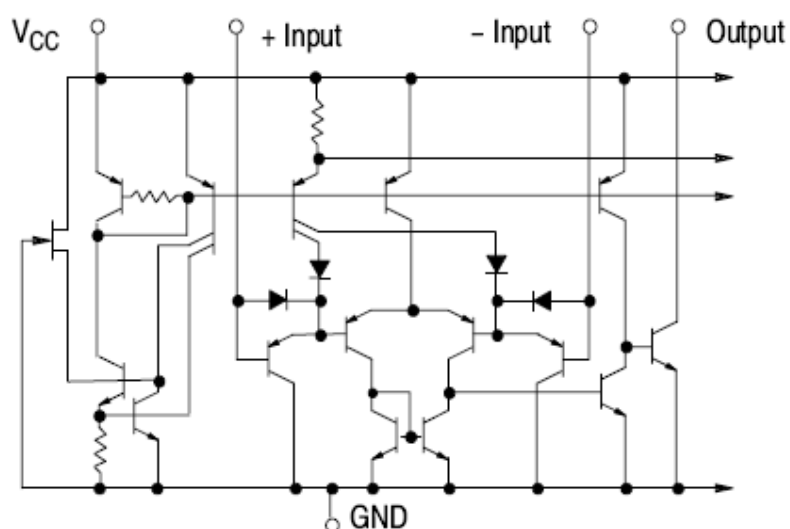 VCC
+ Input
– Input
Output
GND